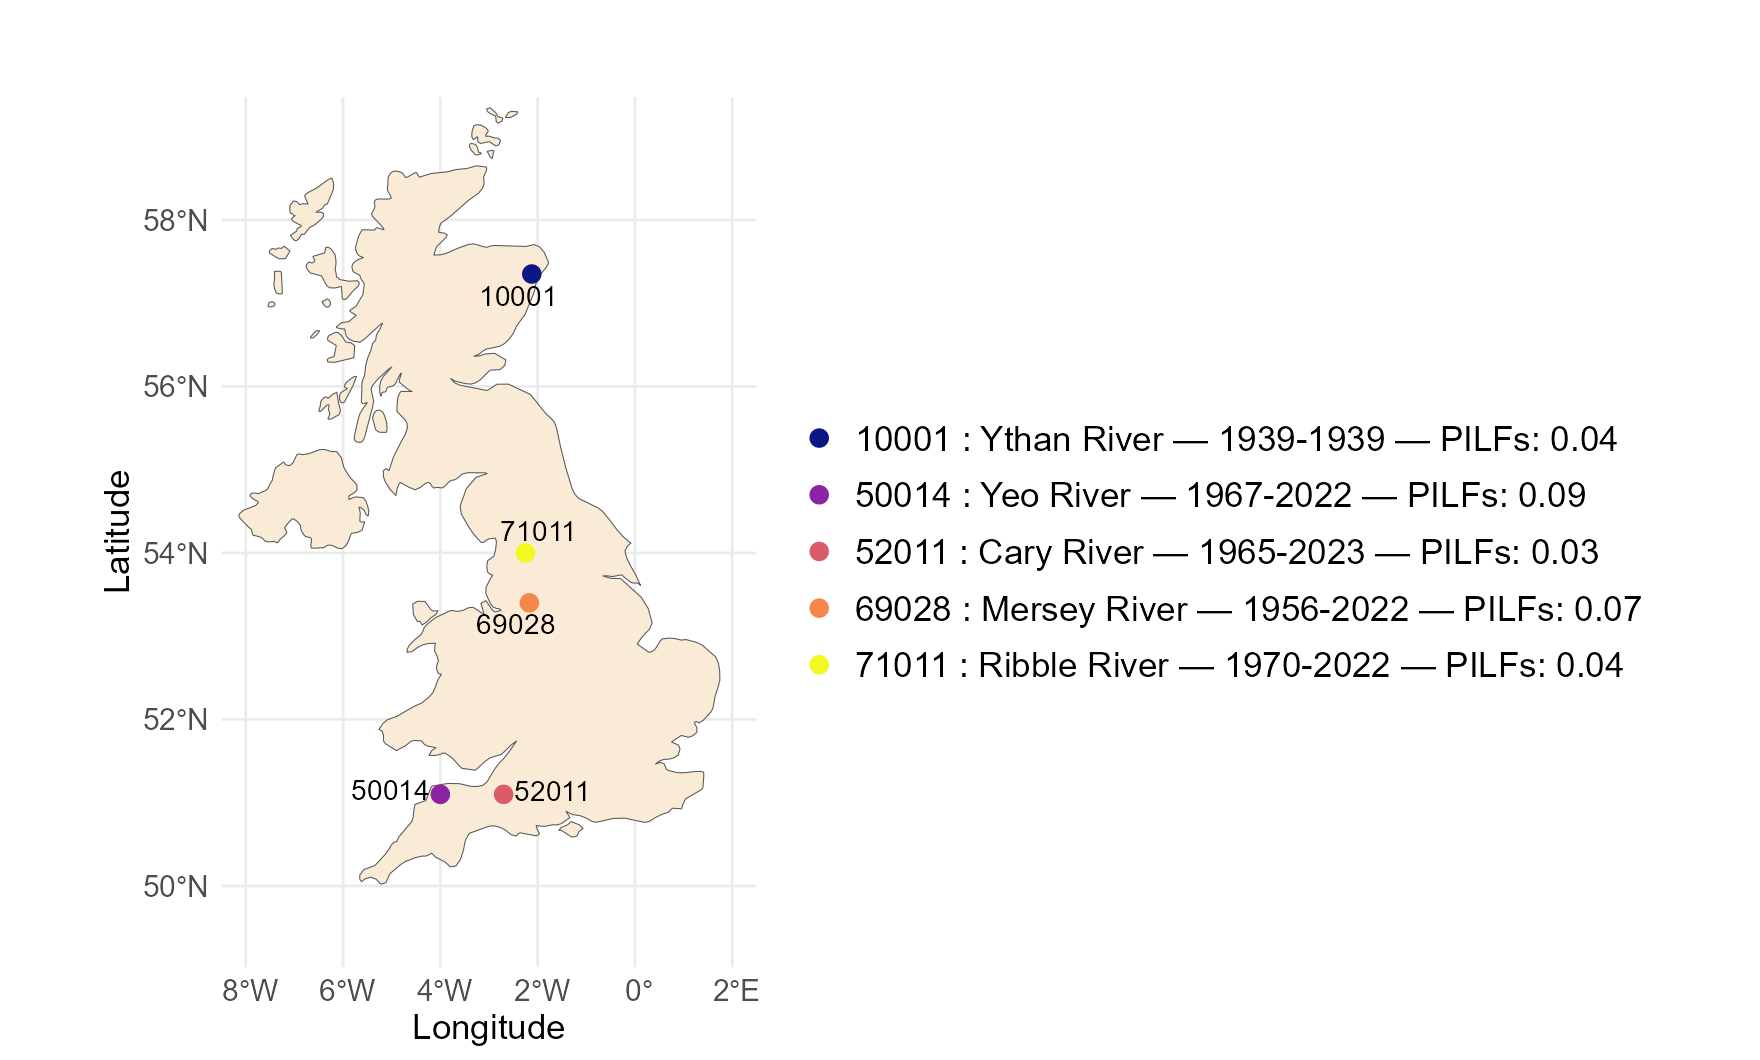 58°N
56°N
54°N
52°N
50°N
Latitude
10001
71011
69028
50014
52011
8°W
6°W
4°W
2°W
0°
2°E
Longitude
10001 : Ythan River — 1939-1939 — PILFs: 0.04
50014 : Yeo River — 1967-2022 — PILFs: 0.09
52011 : Cary River — 1965-2023 — PILFs: 0.03
69028 : Mersey River — 1956-2022 — PILFs: 0.07
71011 : Ribble River — 1970-2022 — PILFs: 0.04